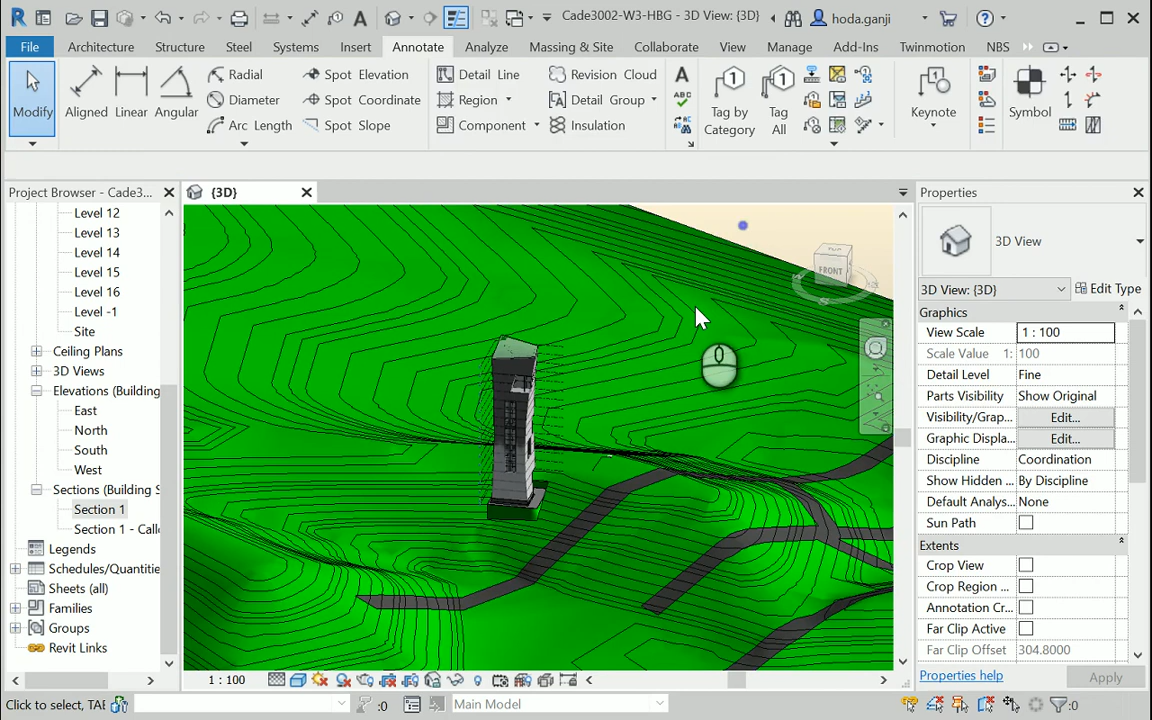 Cade3002-W3-HBG - 3D View: {3D}
hoda.ganji
File
Architecture
Structure
Steel
Systems
Insert
Annotate
Analyze
Massing & Site
Collaborate
View
Manage
Add-Ins
Twinmotion
NBS
Modify
Aligned
Linear
Angular
Radial
Diameter
Arc Length
Spot Elevation
Spot Coordinate
Spot Slope
Detail Line
Region
Component
Revision Cloud
Detail Group
Insulation
ABC
Tag by
Category
Tag
All
Keynote
Symbol
Project Browser - Cade3...
{3D}
Properties
Level 12
Level 13
Level 14
Level 15
Level 16
Level -1
Site
Ceiling Plans
3D Views
Elevations (Building
East
North
South
West
Sections (Building S
Section 1
Section 1 - Calle
Legends
Schedules/Quantitie
Sheets (all)
Families
Groups
Revit Links
FRONT
0
3D View
3D View: {3D}
Edit Type
Graphics
View Scale
1 : 100
Scale Value 1:
100
Detail Level
Fine
Parts Visibility
Show Original
Visibility/Grap...
Edit...
Graphic Displa...
Edit...
Discipline
Coordination
Show Hidden ...
By Discipline
Default Analys...
None
Sun Path
Extents
Crop View
Crop Region ...
Annotation Cr...
Far Clip Active
Far Clip Offset
304.8000
Properties help
Apply
1 : 100
Click to select, TAE
:0
Main Model
:0